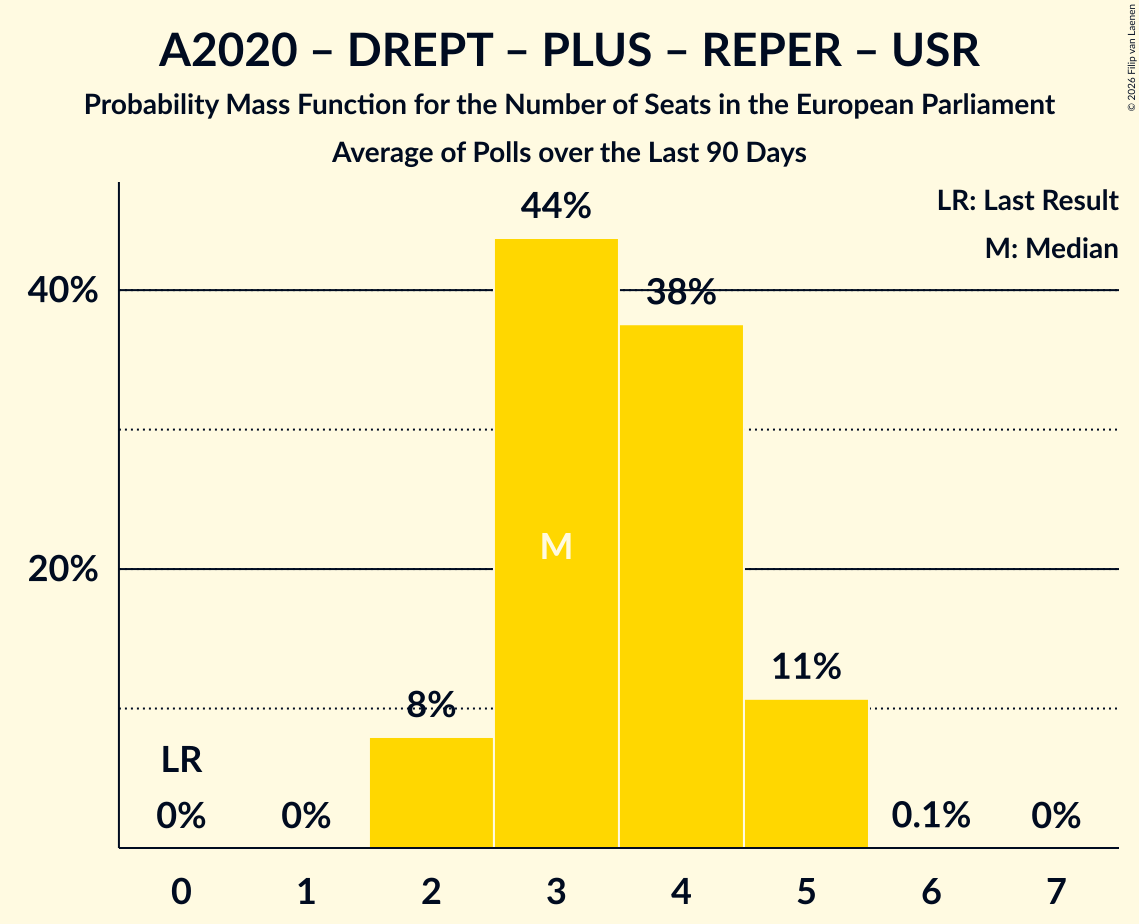 A2020 – DREPT – PLUS – REPER – USR
Probability Mass Function for the Number of Seats in the European Parliament
Average of Polls over the Last 90 Days
© 2026 Filip van Laenen
LR: Last Result
M: Median
44%
40%
38%
M
20%
11%
8%
LR
0%
0%
0.1%
0%
0 1 2 3 4 5 6 7